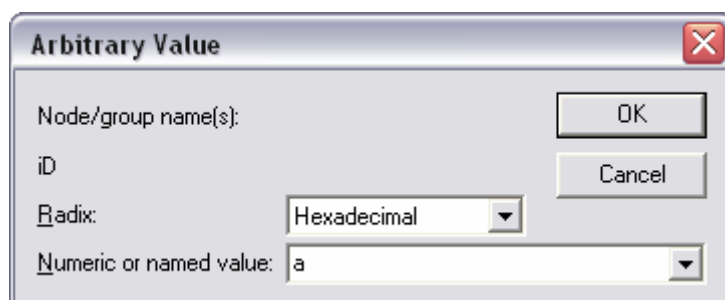 Arbitrary Value
Node/group name(s):
OK
iD
Cancel
Radix: Hexadecimal
Numeric or named value: a